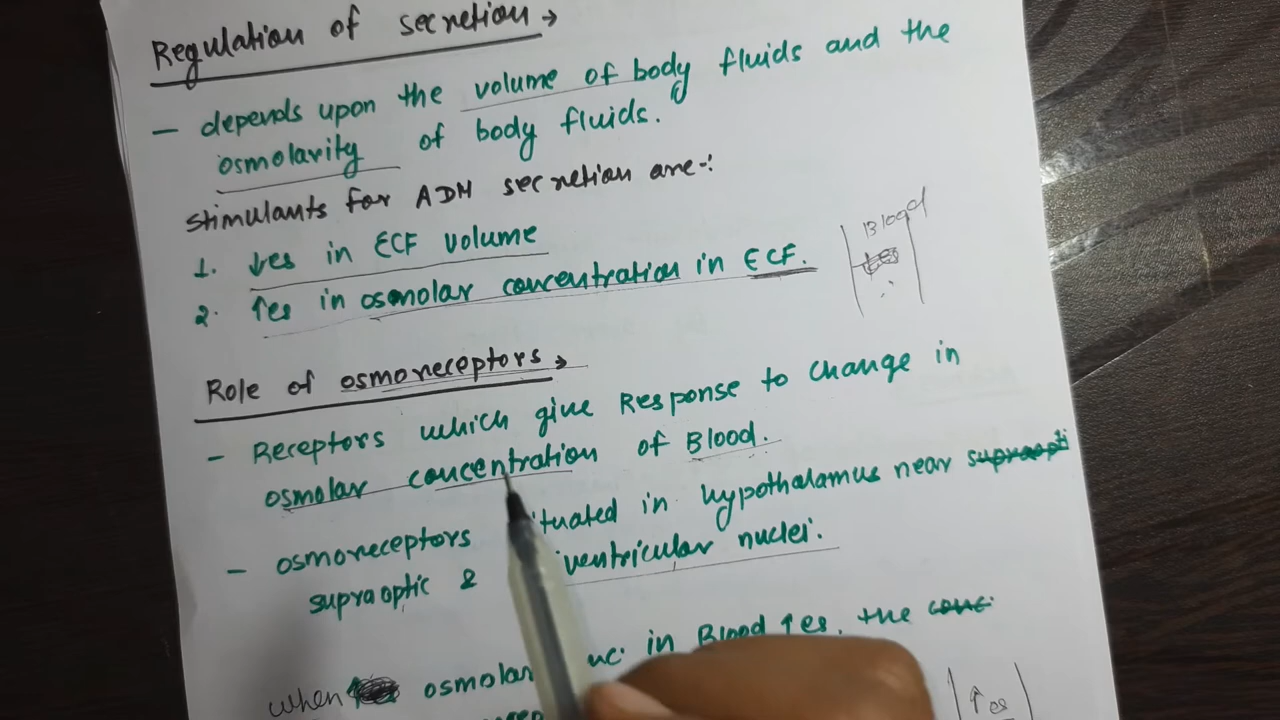 Regulation of secretion →
— depends upon the volume of body fluids and the
osmolarity of body fluids.
stimulants for ADH secretion are -:
1. ↓es in ECF volume
2. ↑es in osmolar concentration in ECF.
Blood
Role of osmoreceptors →
- Receptors which give Response to change in
osmolar concentration of Blood.
- osmoreceptors situated in hypothalamus near
supraoptic & ventricular nuclei.
when osmolar in Blood ↑es, the
↑es